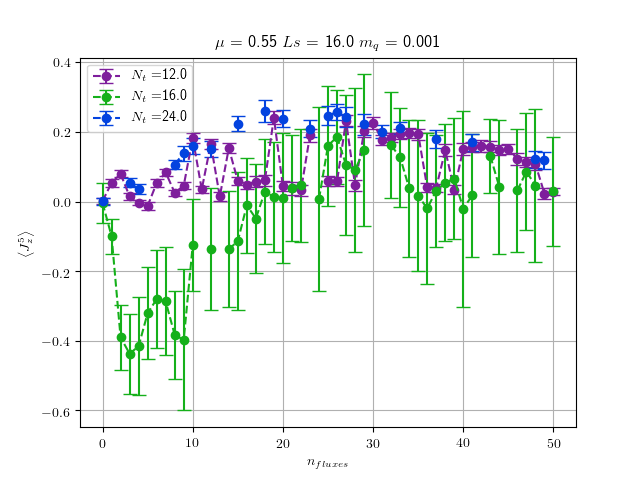 μ = 0.55 Ls = 16.0 m_q = 0.001
N_t =12.0
N_t =16.0
N_t =24.0
0.4
0.2
0.0
−0.2
−0.4
−0.6
⟨J_z^5⟩
0 10 20 30 40 50
n_fluxes